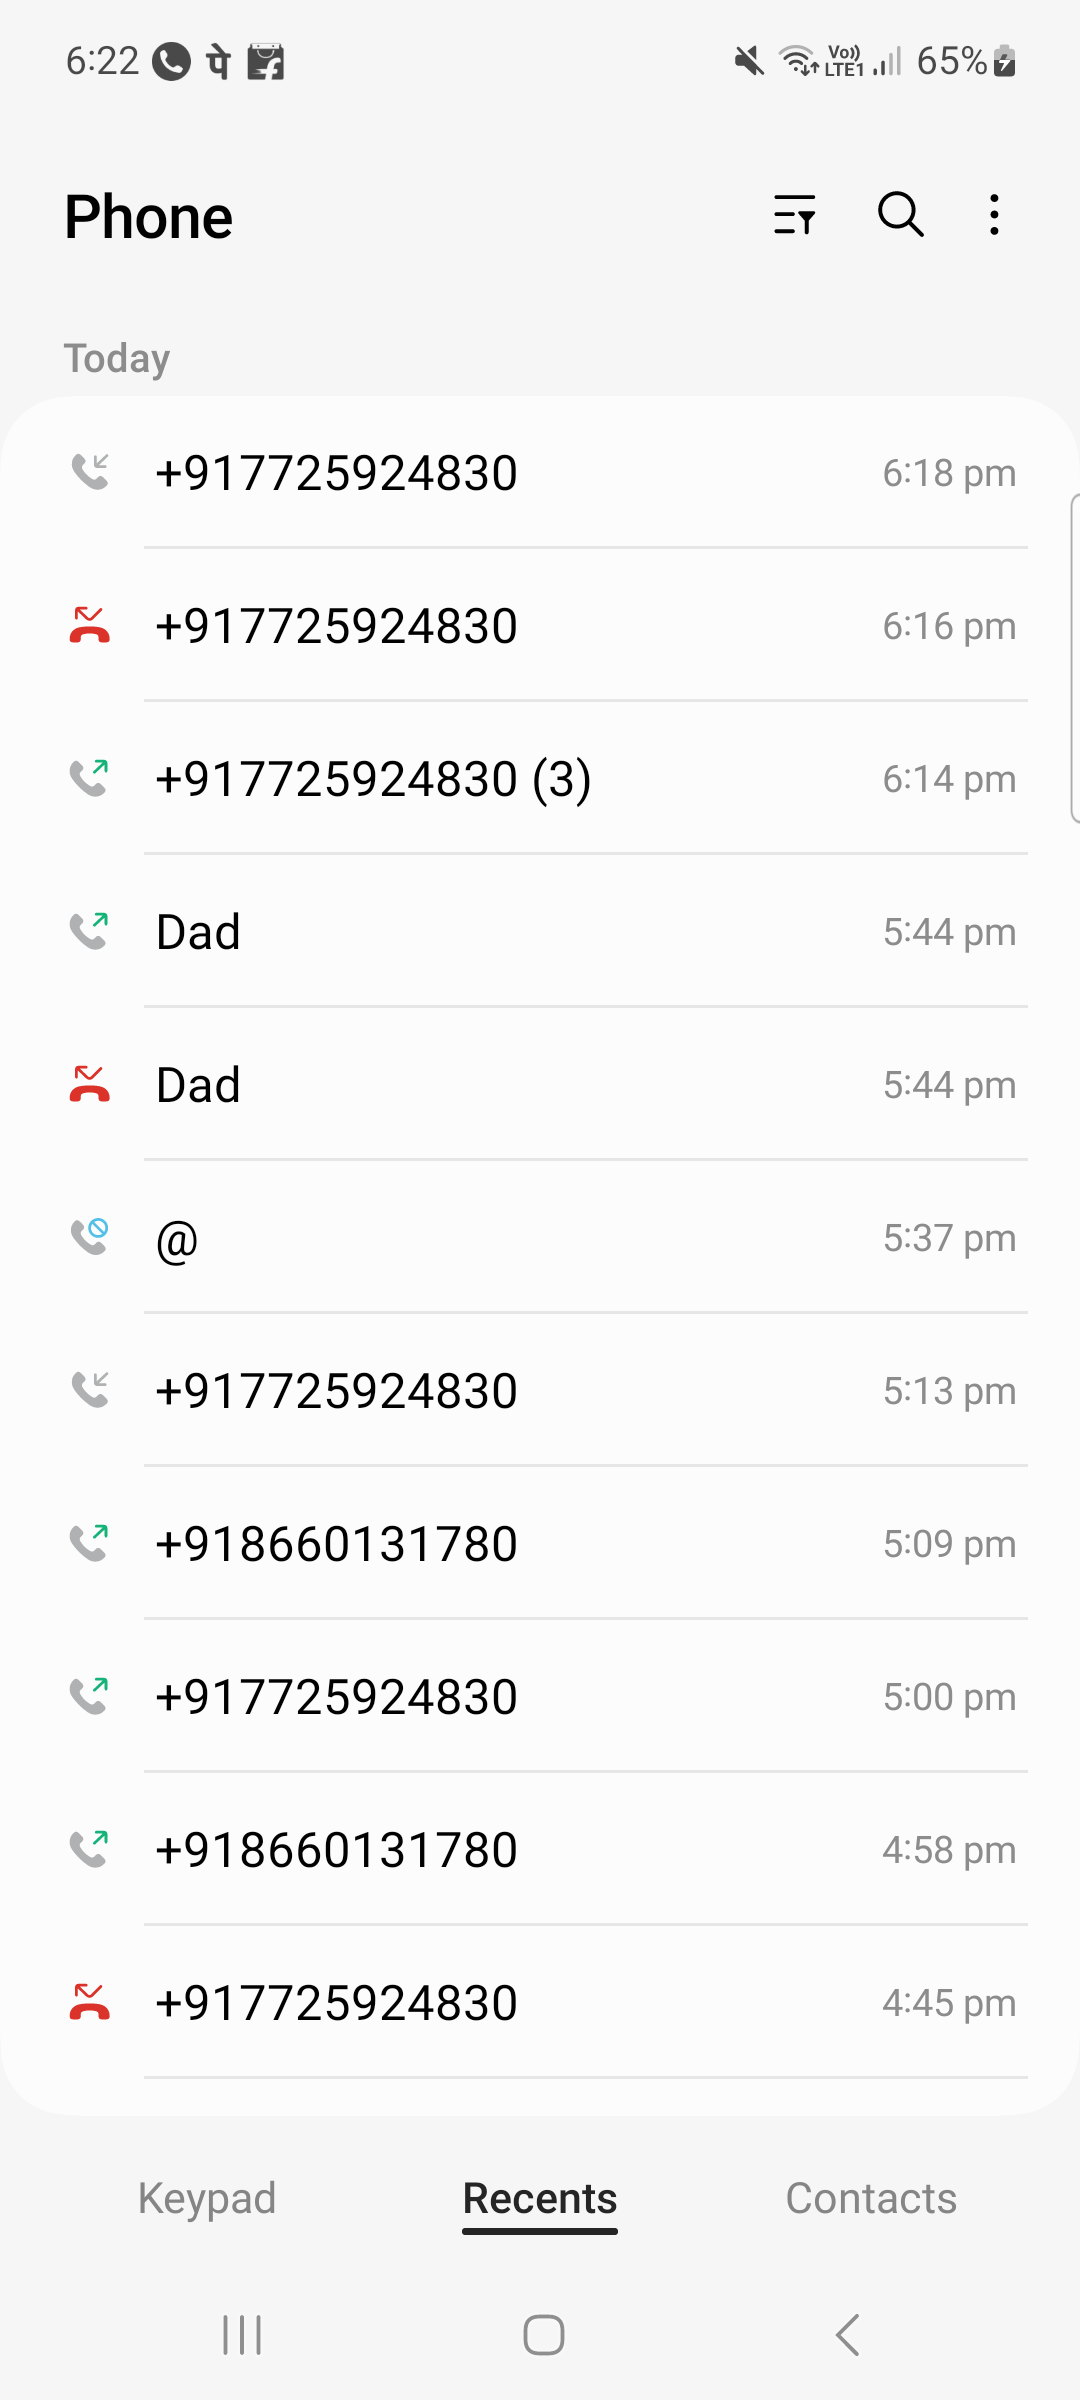 6:22 पे Vo)) LTE1 65%
Phone
Today
+917725924830 6:18 pm
+917725924830 6:16 pm
+917725924830 (3) 6:14 pm
Dad 5:44 pm
Dad 5:44 pm
@ 5:37 pm
+917725924830 5:13 pm
+918660131780 5:09 pm
+917725924830 5:00 pm
+918660131780 4:58 pm
+917725924830 4:45 pm
Keypad Recents Contacts